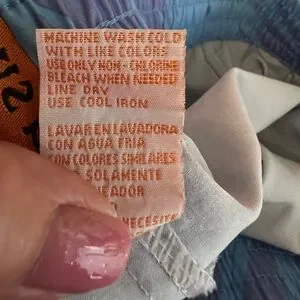 MACHINE WASH COLD
WITH LIKE COLORS
USE ONLY NON-CHLORINE
BLEACH WHEN NEEDED
LINE DRY
USE COOL IRON
LAVAR EN LAVADORA
CON AGUA FRIA
CON COLORES SIMILARES
SOLAMENTE
NECESITE